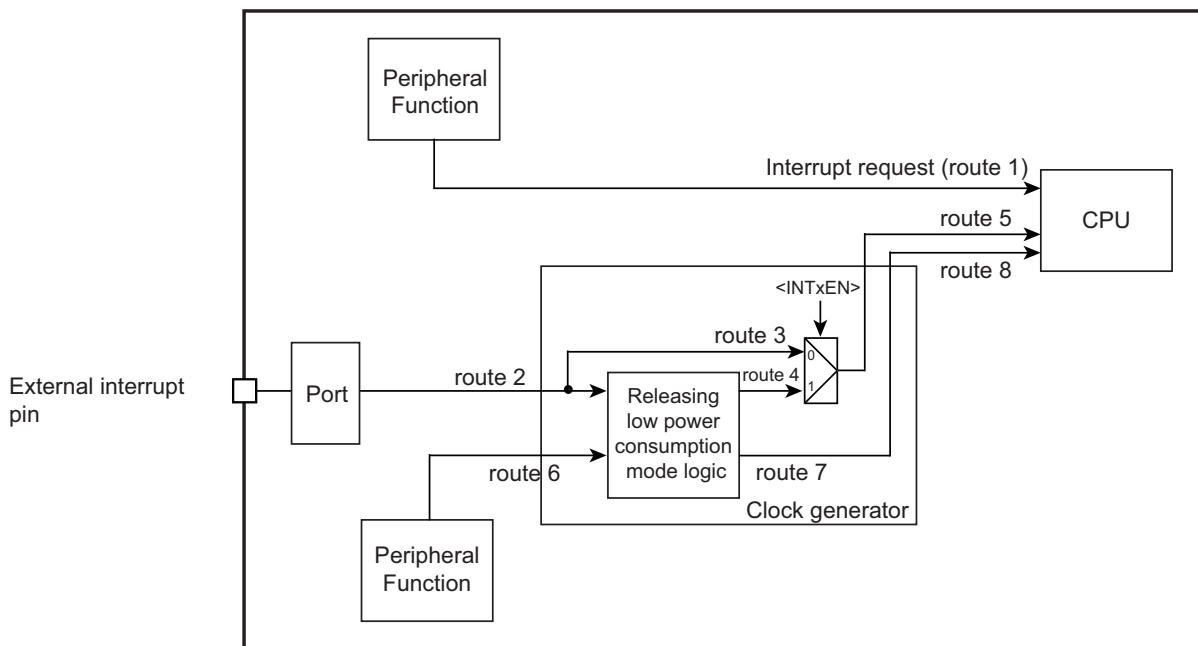 Peripheral
Function
Interrupt request (route 1)
CPU
route 5
route 8
<INTxEN>
route 3
0
External interrupt
pin
Port
route 2
route 4
1
Releasing
low power
consumption
mode logic
route 6
route 7
Clock generator
Peripheral
Function